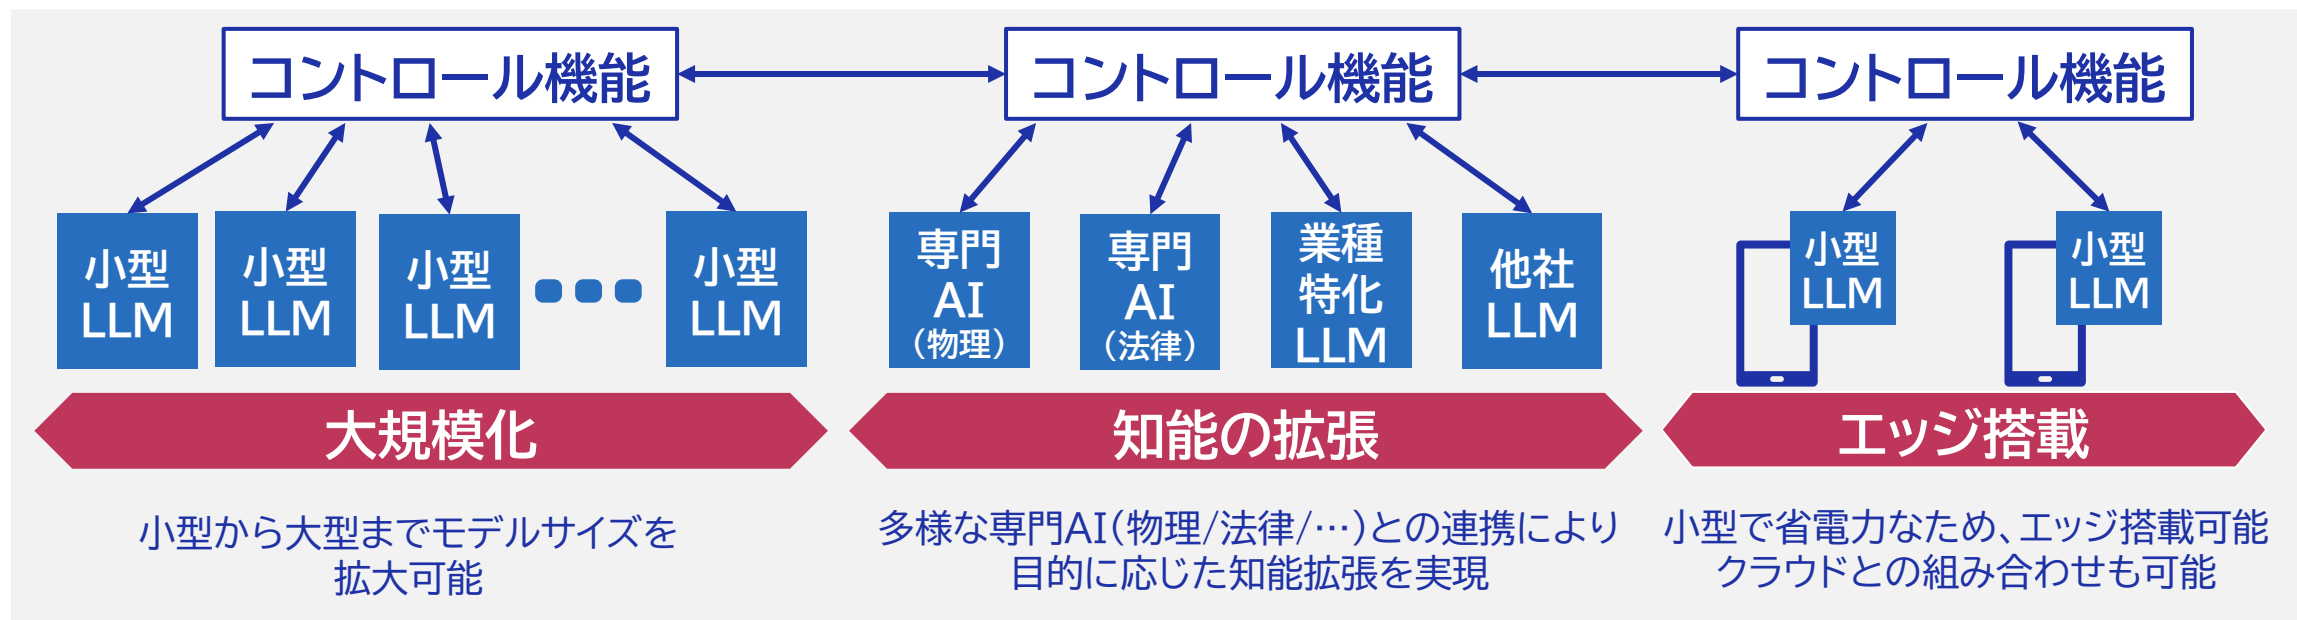 コントロール機能
コントロール機能
コントロール機能
小型
LLM
小型
LLM
小型
LLM
小型
LLM
専門
AI
（物理）
専門
AI
（法律）
業種
特化
LLM
他社
LLM
小型
LLM
小型
LLM
大規模化
知能の拡張
エッジ搭載
小型から大型までモデルサイズを
拡大可能
多様な専門AI（物理/法律/…）との連携により
目的に応じた知能拡張を実現
小型で省電力なため、エッジ搭載可能
クラウドとの組み合わせも可能